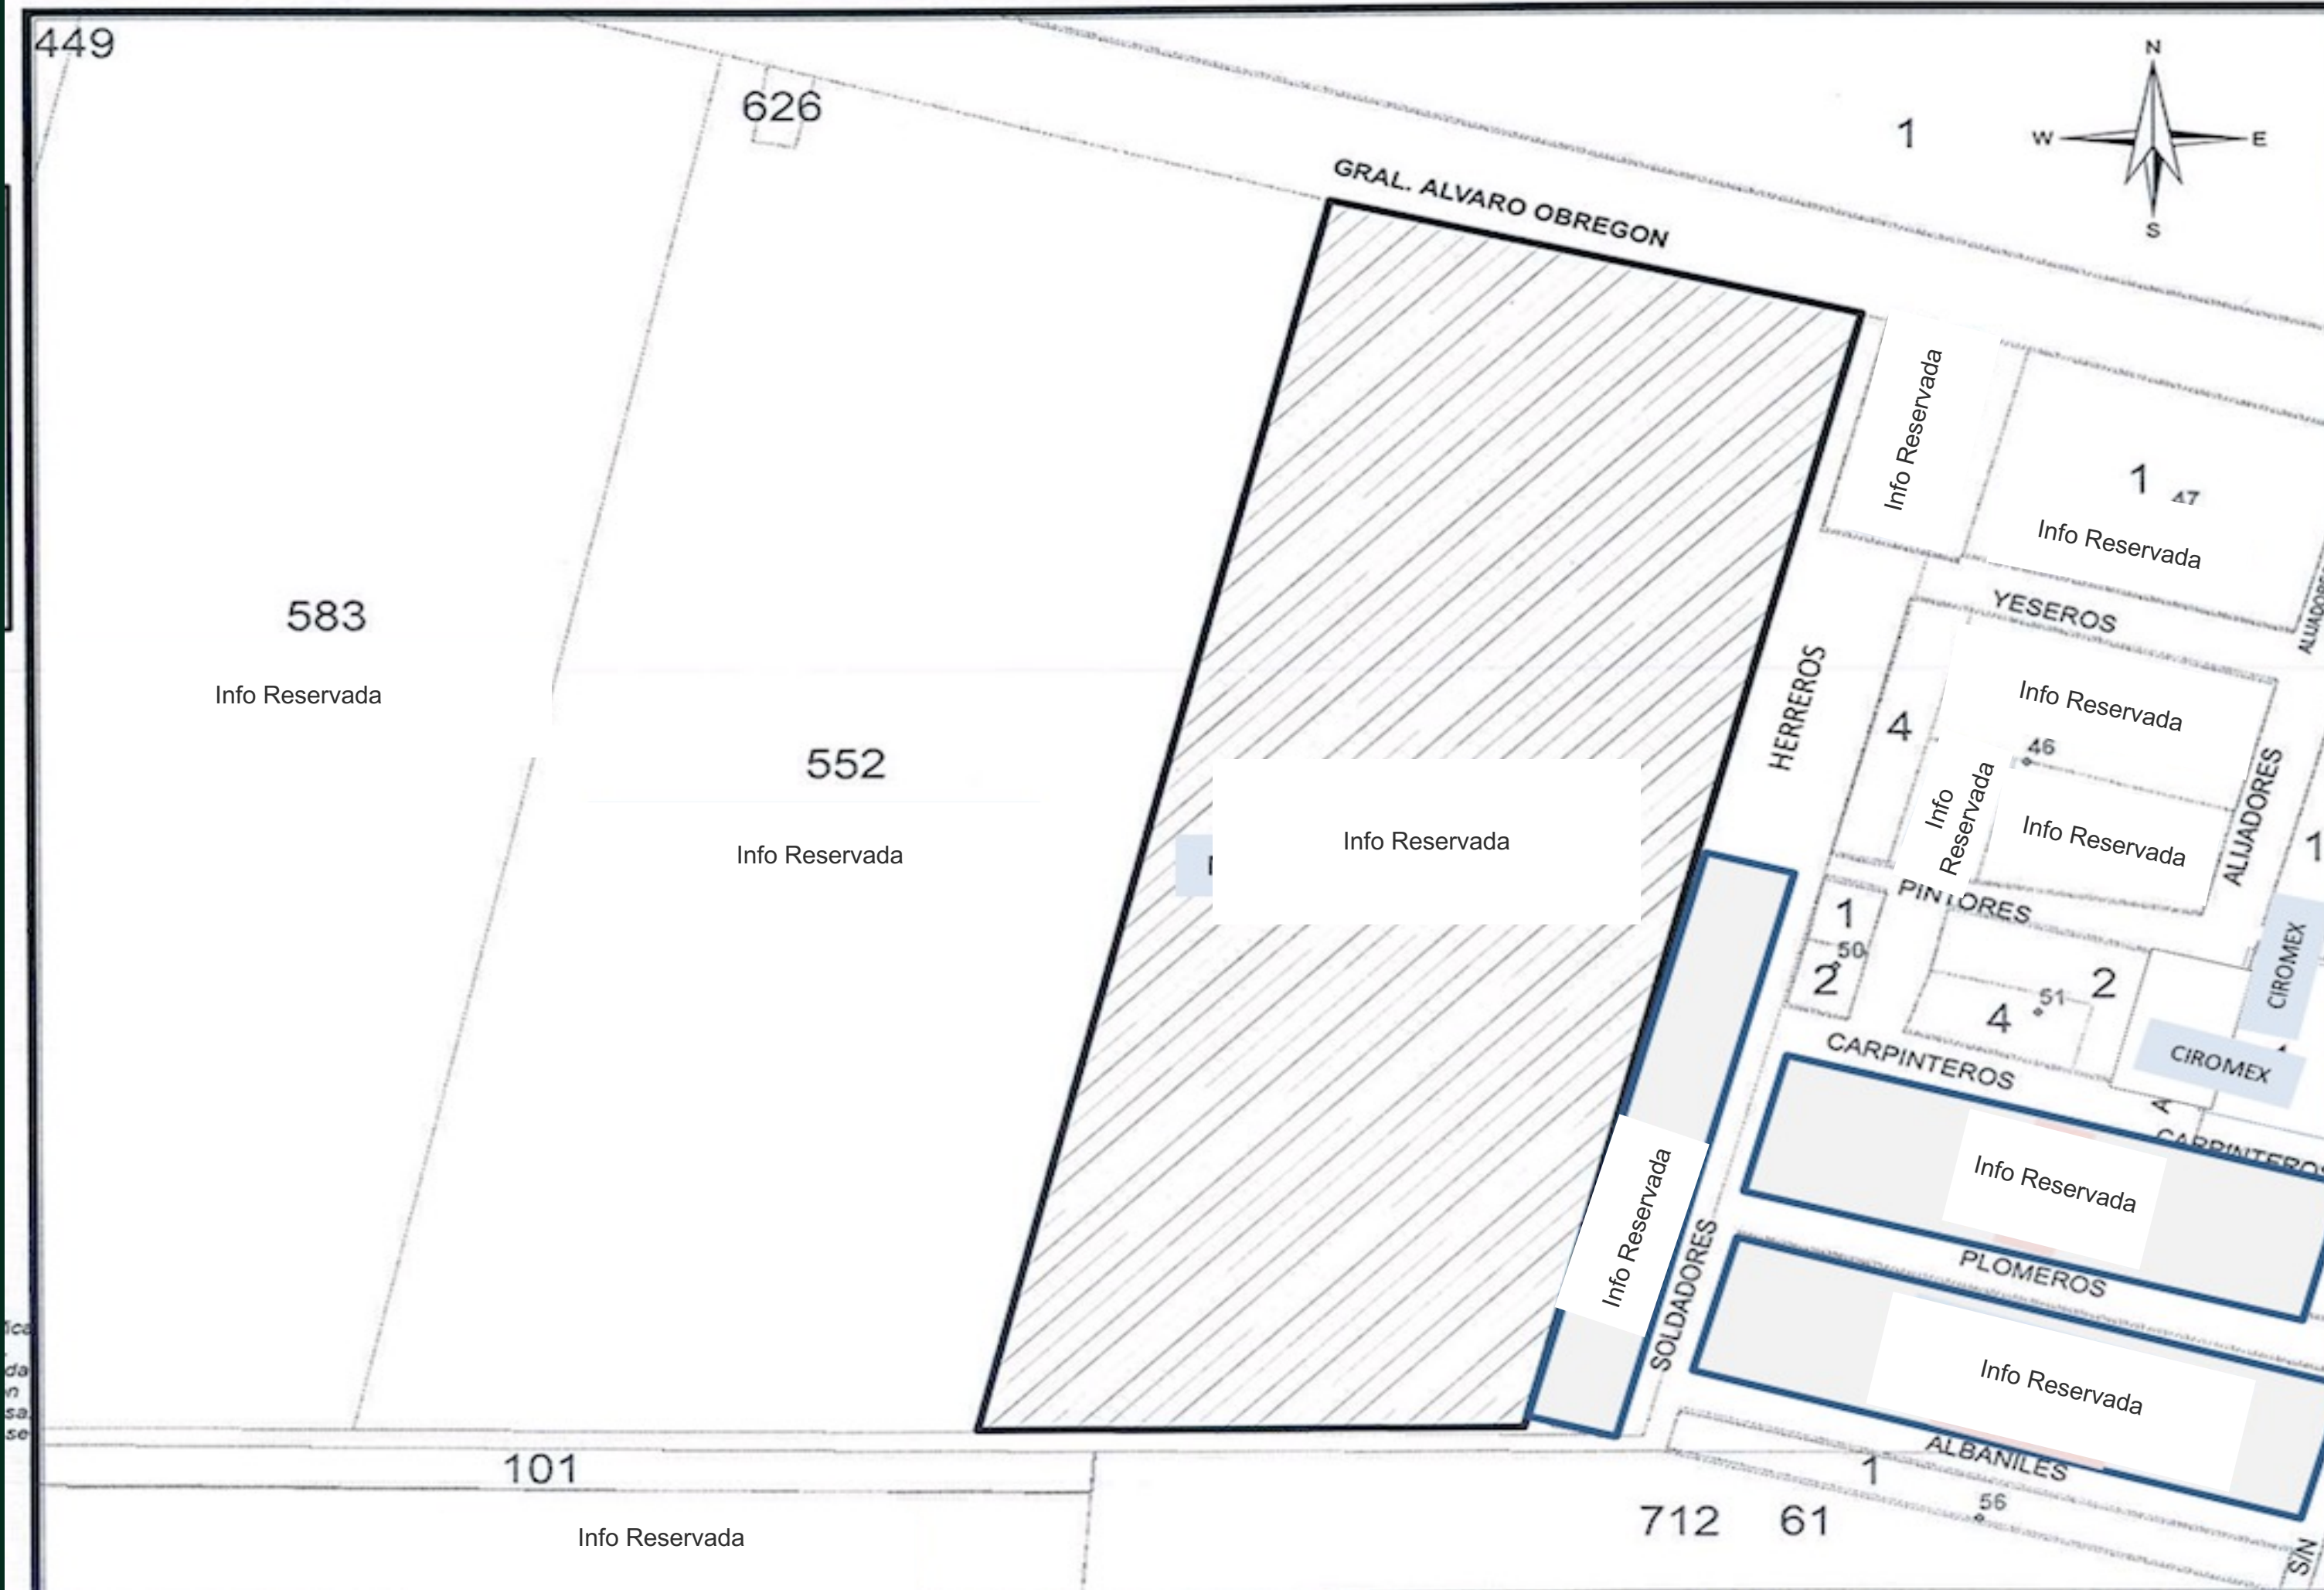 449
626
N
W
E
S
1
GRAL. ALVARO OBREGON
Info Reservada
1
47
Info Reservada
YESEROS
583
Info Reservada
HERREROS
4
Info Reservada
46
Info
Reservada
Info Reservada
ALIJADORES
552
Info Reservada
Info Reservada
1
PINTORES
1
50
2
2
51
4
CIROMEX
CIROMEX
CARPINTEROS
CARPINTEROS
Info Reservada
Info Reservada
SOLDADORES
PLOMEROS
Info Reservada
ALBANILES
1
101
712
61
56
Info Reservada
S/N